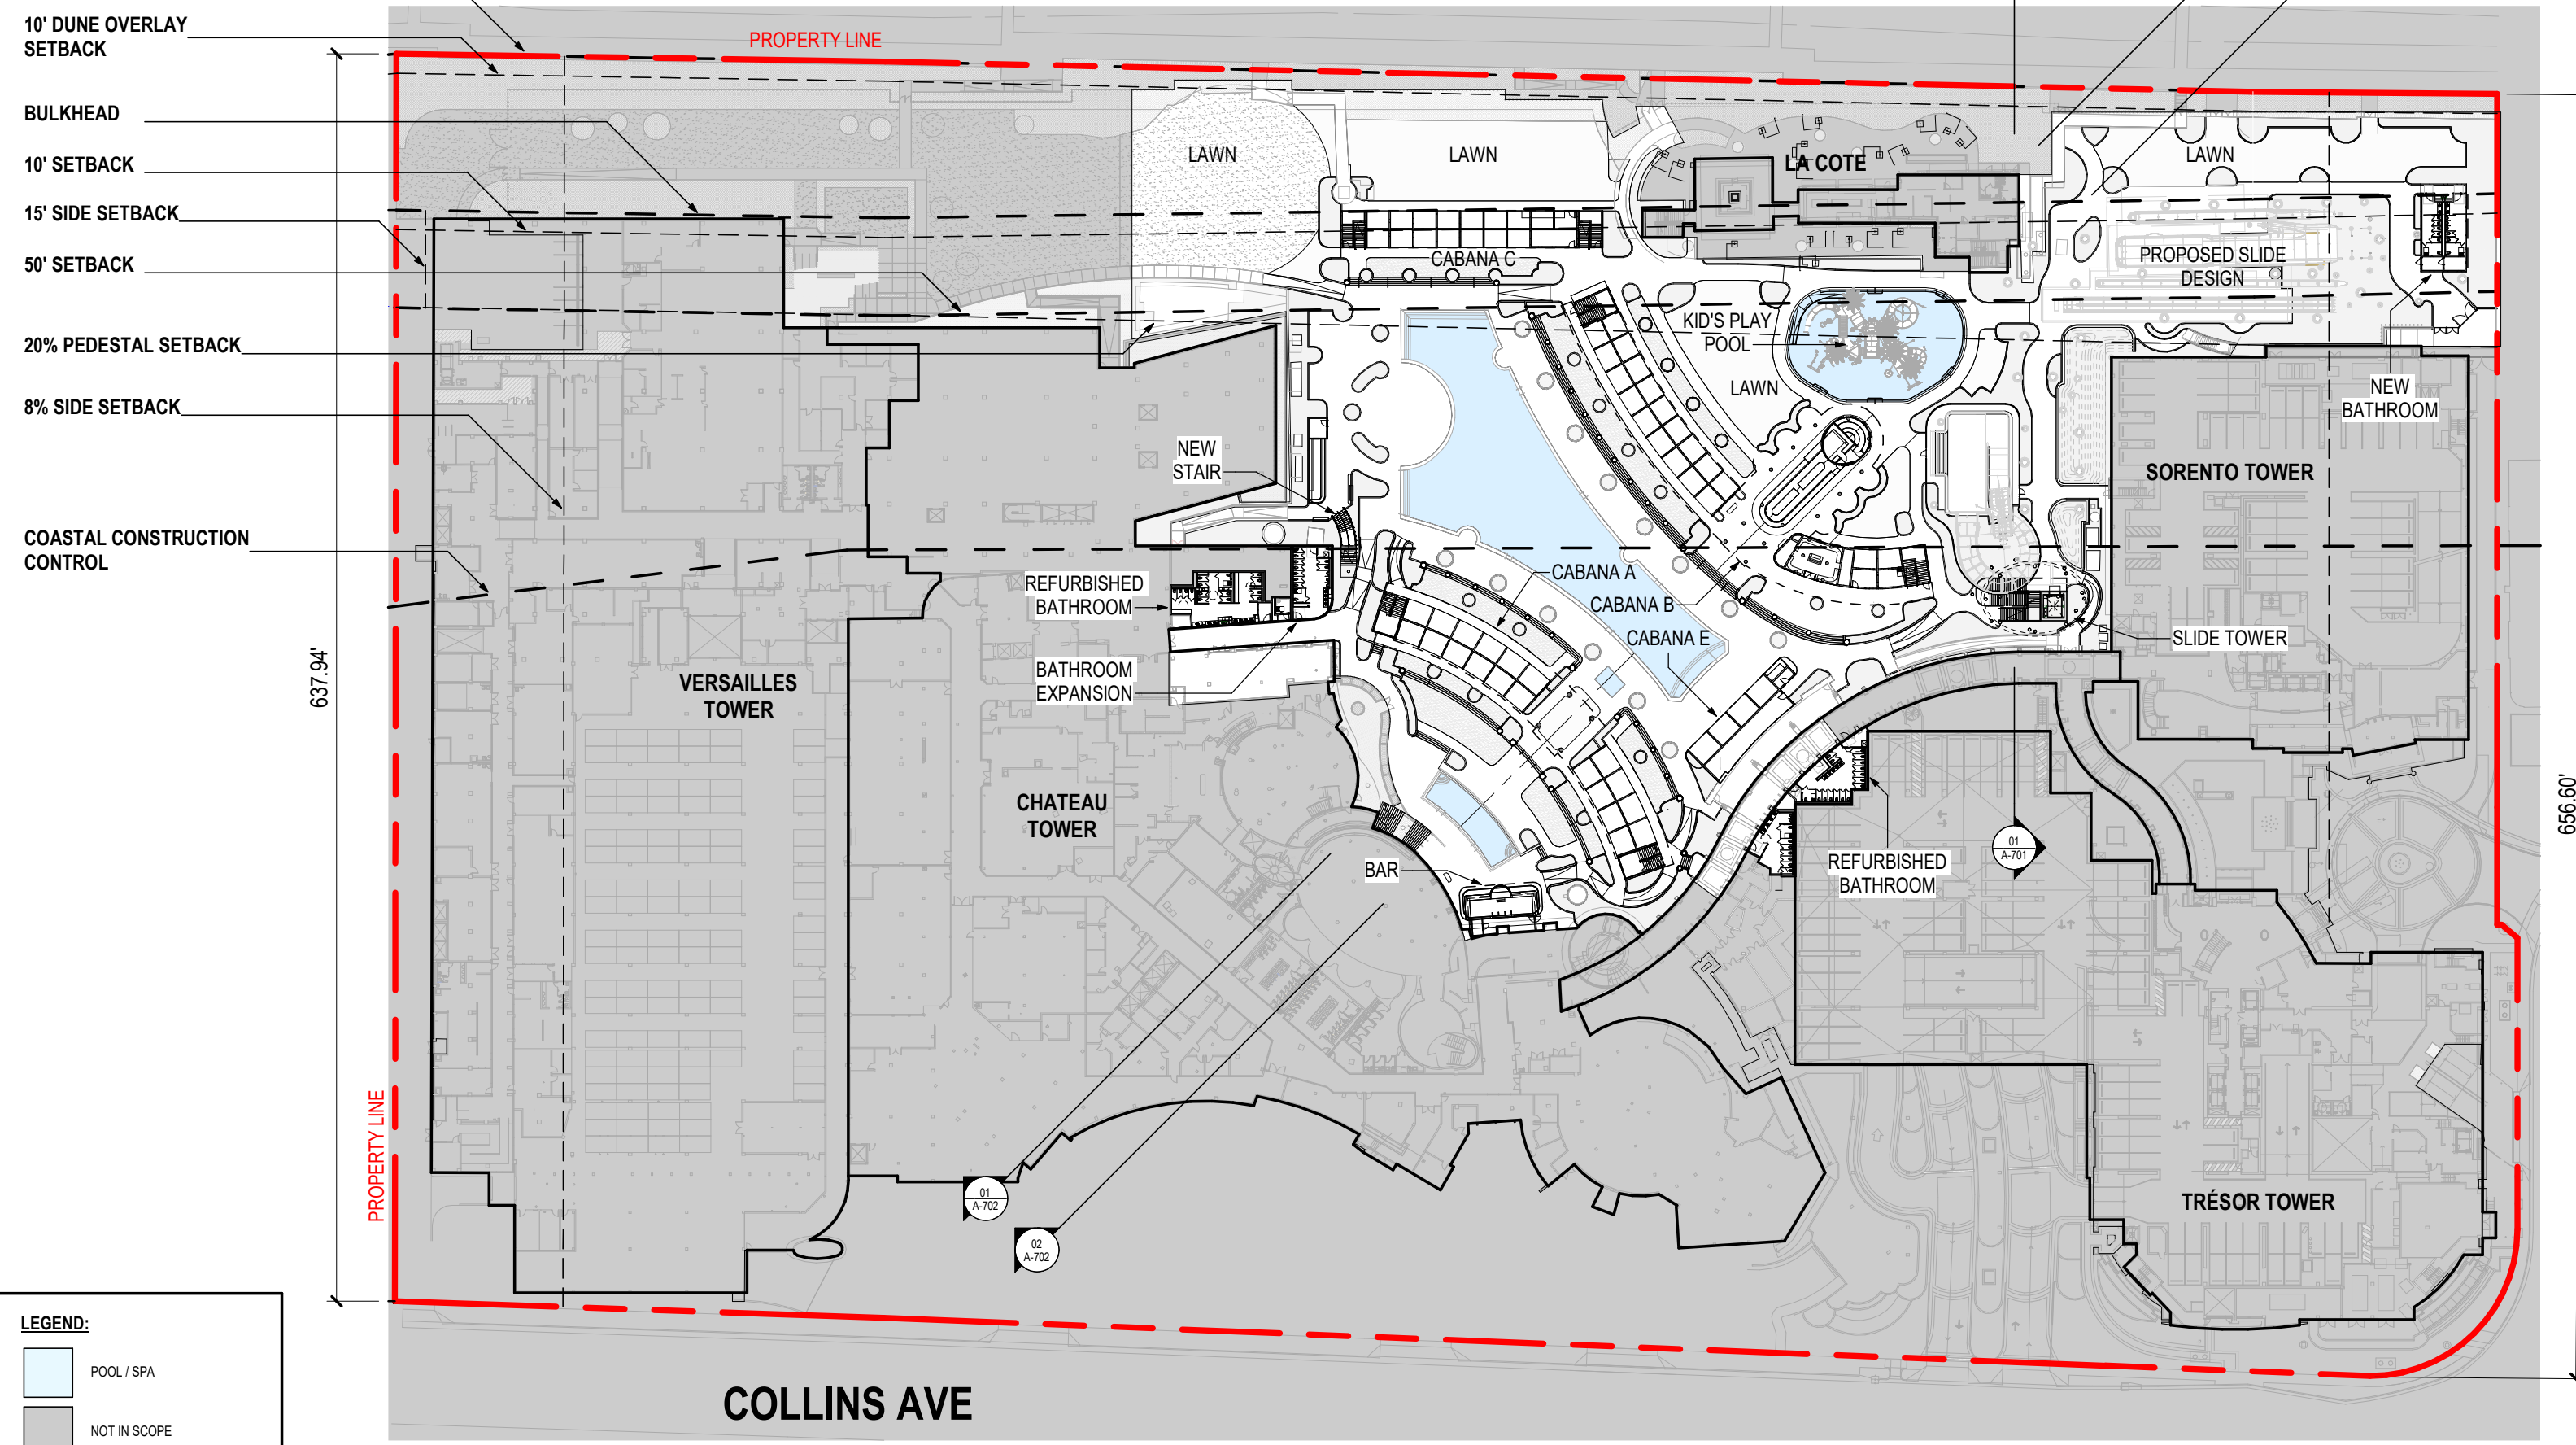 10' DUNE OVERLAY
SETBACK
BULKHEAD
10' SETBACK
15' SIDE SETBACK
50' SETBACK
20% PEDESTAL SETBACK
8% SIDE SETBACK
COASTAL CONSTRUCTION
CONTROL
637.94'
PROPERTY LINE
PROPERTY LINE
LAWN
LAWN
LA COTE
LAWN
CABANA C
PROPOSED SLIDE
DESIGN
KID'S PLAY
POOL
LAWN
NEW
BATHROOM
NEW
STAIR
SORENTO TOWER
REFURBISHED
BATHROOM
CABANA A
CABANA B
CABANA E
SLIDE TOWER
BATHROOM
EXPANSION
VERSAILLES
TOWER
CHATEAU
TOWER
BAR
REFURBISHED
BATHROOM
01
A-701
656.60'
01
A-702
02
A-702
TRÉSOR TOWER
COLLINS AVE
LEGEND:
POOL / SPA
NOT IN SCOPE